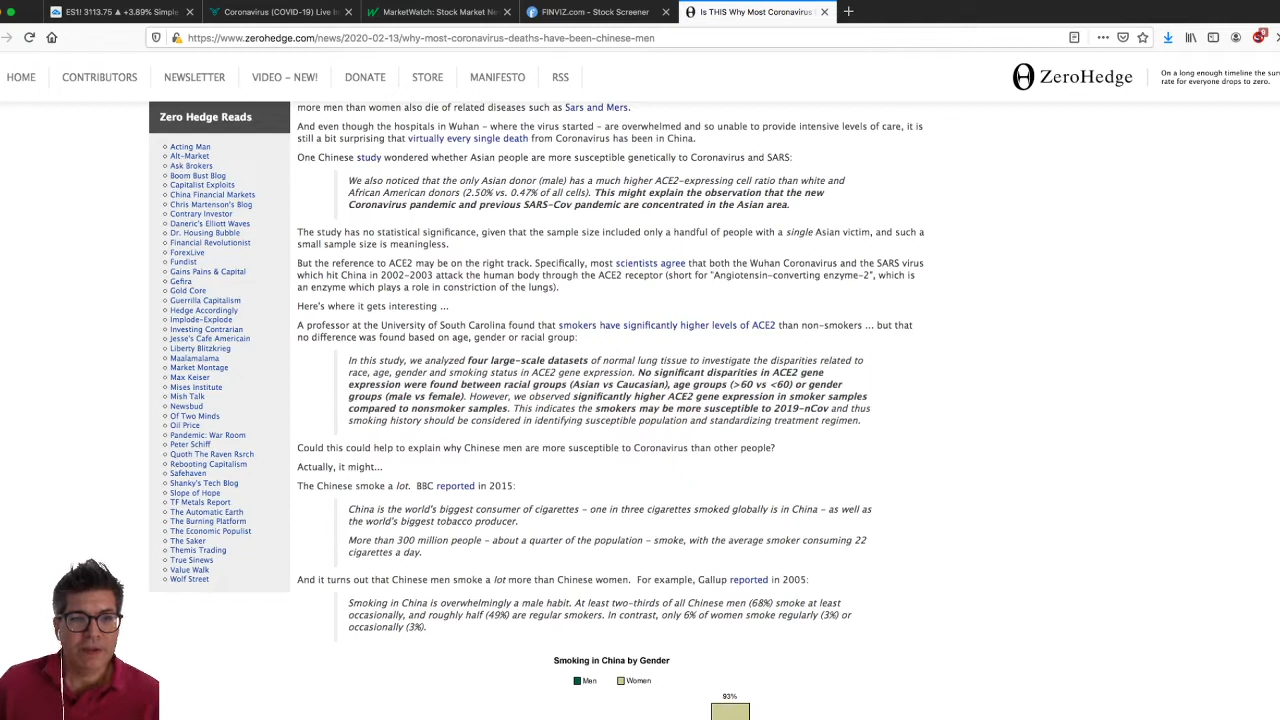 ES1! 3113.75 ▲ +3.89% Simple
Coronavirus (COVID-19) Live In
MarketWatch: Stock Market Ne
FINVIZ.com - Stock Screener
Is THIS Why Most Coronavirus
https://www.zerohedge.com/news/2020-02-13/why-most-coronavirus-deaths-have-been-chinese-men
9
HOME
CONTRIBUTORS
NEWSLETTER
VIDEO – NEW!
DONATE
STORE
MANIFESTO
RSS
ZeroHedge
On a long enough timeline the sur
rate for everyone drops to zero.
Zero Hedge Reads
Acting Man
Alt-Market
Ask Brokers
Boom Bust Blog
Capitalist Exploits
China Financial Markets
Chris Martenson's Blog
Contrary Investor
Daneric's Elliott Waves
Dr. Housing Bubble
Financial Revolutionist
ForexLive
Fundist
Gains Pains & Capital
Gefira
Gold Core
Guerrilla Capitalism
Hedge Accordingly
Implode-Explode
Investing Contrarian
Jesse's Cafe Americain
Liberty Blitzkrieg
Maalamalama
Market Montage
Max Keiser
Mises Institute
Mish Talk
Newsbud
Of Two Minds
Oil Price
Pandemic: War Room
Peter Schiff
Quoth The Raven Rsrch
Rebooting Capitalism
Safehaven
Shanky's Tech Blog
Slope of Hope
TF Metals Report
The Automatic Earth
The Burning Platform
The Economic Populist
The Saker
Themis Trading
True Sinews
Value Walk
Wolf Street
more men than women also die of related diseases such as Sars and Mers.
And even though the hospitals in Wuhan – where the virus started – are overwhelmed and so unable to provide intensive levels of care, it is
still a bit surprising that virtually every single death from Coronavirus has been in China.
One Chinese study wondered whether Asian people are more susceptible genetically to Coronavirus and SARS:
We also noticed that the only Asian donor (male) has a much higher ACE2-expressing cell ratio than white and
African American donors (2.50% vs. 0.47% of all cells). This might explain the observation that the new
Coronavirus pandemic and previous SARS-Cov pandemic are concentrated in the Asian area.
The study has no statistical significance, given that the sample size included only a handful of people with a single Asian victim, and such a
small sample size is meaningless.
But the reference to ACE2 may be on the right track. Specifically, most scientists agree that both the Wuhan Coronavirus and the SARS virus
which hit China in 2002-2003 attack the human body through the ACE2 receptor (short for "Angiotensin-converting enzyme-2", which is
an enzyme which plays a role in constriction of the lungs).
Here's where it gets interesting ...
A professor at the University of South Carolina found that smokers have significantly higher levels of ACE2 than non-smokers ... but that
no difference was found based on age, gender or racial group:
In this study, we analyzed four large-scale datasets of normal lung tissue to investigate the disparities related to
race, age, gender and smoking status in ACE2 gene expression. No significant disparities in ACE2 gene
expression were found between racial groups (Asian vs Caucasian), age groups (>60 vs <60) or gender
groups (male vs female). However, we observed significantly higher ACE2 gene expression in smoker samples
compared to nonsmoker samples. This indicates the smokers may be more susceptible to 2019-nCov and thus
smoking history should be considered in identifying susceptible population and standardizing treatment regimen.
Could this could help to explain why Chinese men are more susceptible to Coronavirus than other people?
Actually, it might...
The Chinese smoke a lot. BBC reported in 2015:
China is the world's biggest consumer of cigarettes – one in three cigarettes smoked globally is in China – as well as
the world's biggest tobacco producer.
More than 300 million people – about a quarter of the population – smoke, with the average smoker consuming 22
cigarettes a day.
And it turns out that Chinese men smoke a lot more than Chinese women. For example, Gallup reported in 2005:
Smoking in China is overwhelmingly a male habit. At least two-thirds of all Chinese men (68%) smoke at least
occasionally, and roughly half (49%) are regular smokers. In contrast, only 6% of women smoke regularly (3%) or
occasionally (3%).
Smoking in China by Gender
Men
Women
93%